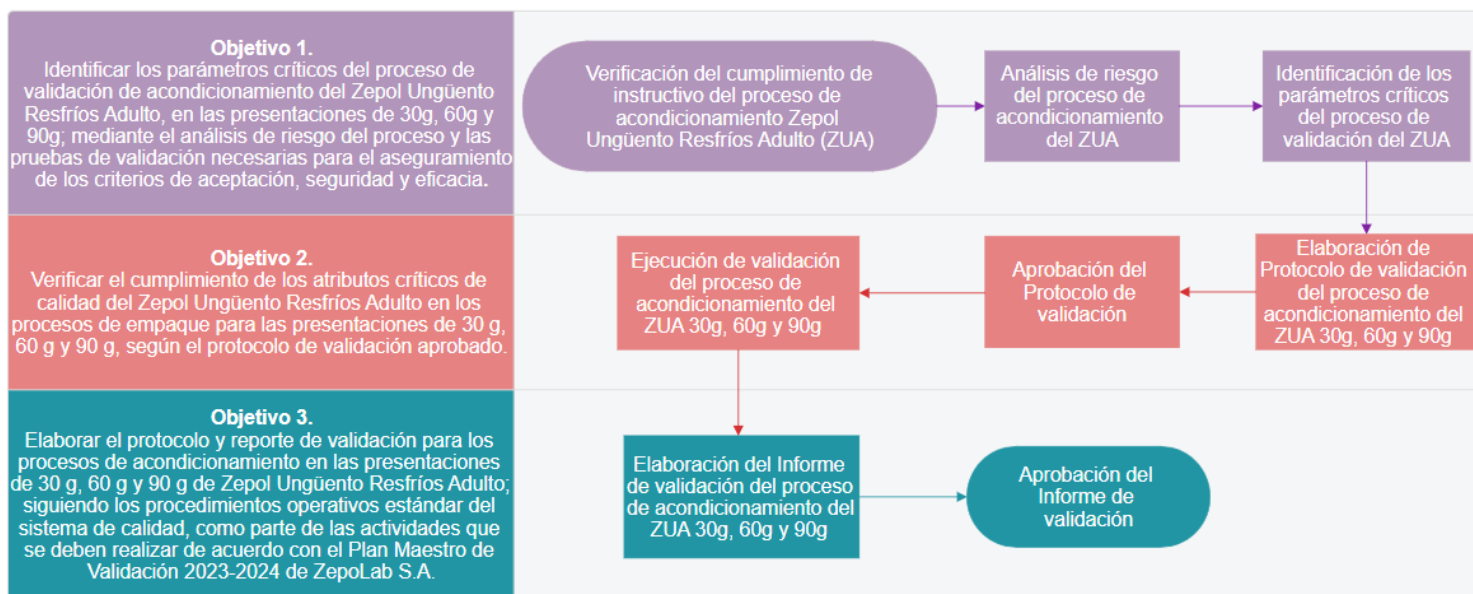 Objetivo 1.
Identificar los parámetros críticos del proceso de
validación de acondicionamiento del Zepol Ungüento
Resfríos Adulto, en las presentaciones de 30g, 60g y
90g; mediante el análisis de riesgo del proceso y las
pruebas de validación necesarias para el aseguramiento
de los criterios de aceptación, seguridad y eficacia.
Verificación del cumplimiento de
instructivo del proceso de
acondicionamiento Zepol
Ungüento Resfríos Adulto (ZUA)
Análisis de riesgo
del proceso de
acondicionamiento
del ZUA
Identificación de los
parámetros críticos
del proceso de
validación del ZUA
Objetivo 2.
Verificar el cumplimiento de los atributos críticos de
calidad del Zepol Ungüento Resfríos Adulto en los
procesos de empaque para las presentaciones de 30 g,
60 g y 90 g, según el protocolo de validación aprobado.
Ejecución de validación
del proceso de
acondicionamiento del
ZUA 30g, 60g y 90g
Aprobación del
Protocolo de
validación
Elaboración de
Protocolo de validación
del proceso de
acondicionamiento del
ZUA 30g, 60g y 90g
Objetivo 3.
Elaborar el protocolo y reporte de validación para los
procesos de acondicionamiento en las presentaciones
de 30 g, 60 g y 90 g de Zepol Ungüento Resfríos Adulto;
siguiendo los procedimientos operativos estándar del
sistema de calidad, como parte de las actividades que
se deben realizar de acuerdo con el Plan Maestro de
Validación 2023-2024 de ZepoLab S.A.
Elaboración del Informe
de validación del proceso
de acondicionamiento del
ZUA 30g, 60g y 90g
Aprobación del
Informe de
validación